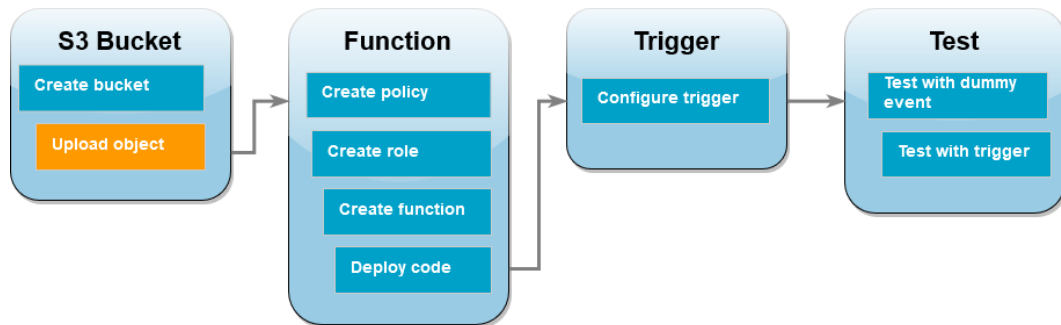 S3 Bucket
Create bucket
Upload object
Function
Create policy
Create role
Create function
Deploy code
Trigger
Configure trigger
Test
Test with dummy
event
Test with trigger